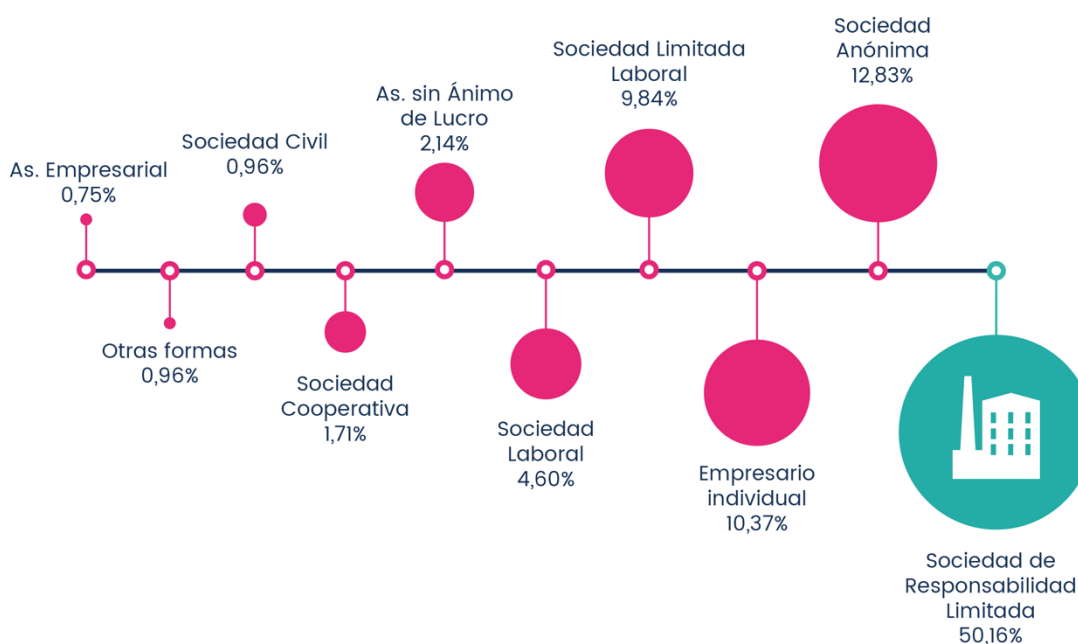 As. Empresarial
0,75%
Otras formas
0,96%
Sociedad Civil
0,96%
Sociedad
Cooperativa
1,71%
As. sin Ánimo
de Lucro
2,14%
Sociedad
Laboral
4,60%
Sociedad Limitada
Laboral
9,84%
Empresario
individual
10,37%
Sociedad
Anónima
12,83%
Sociedad de
Responsabilidad
Limitada
50,16%